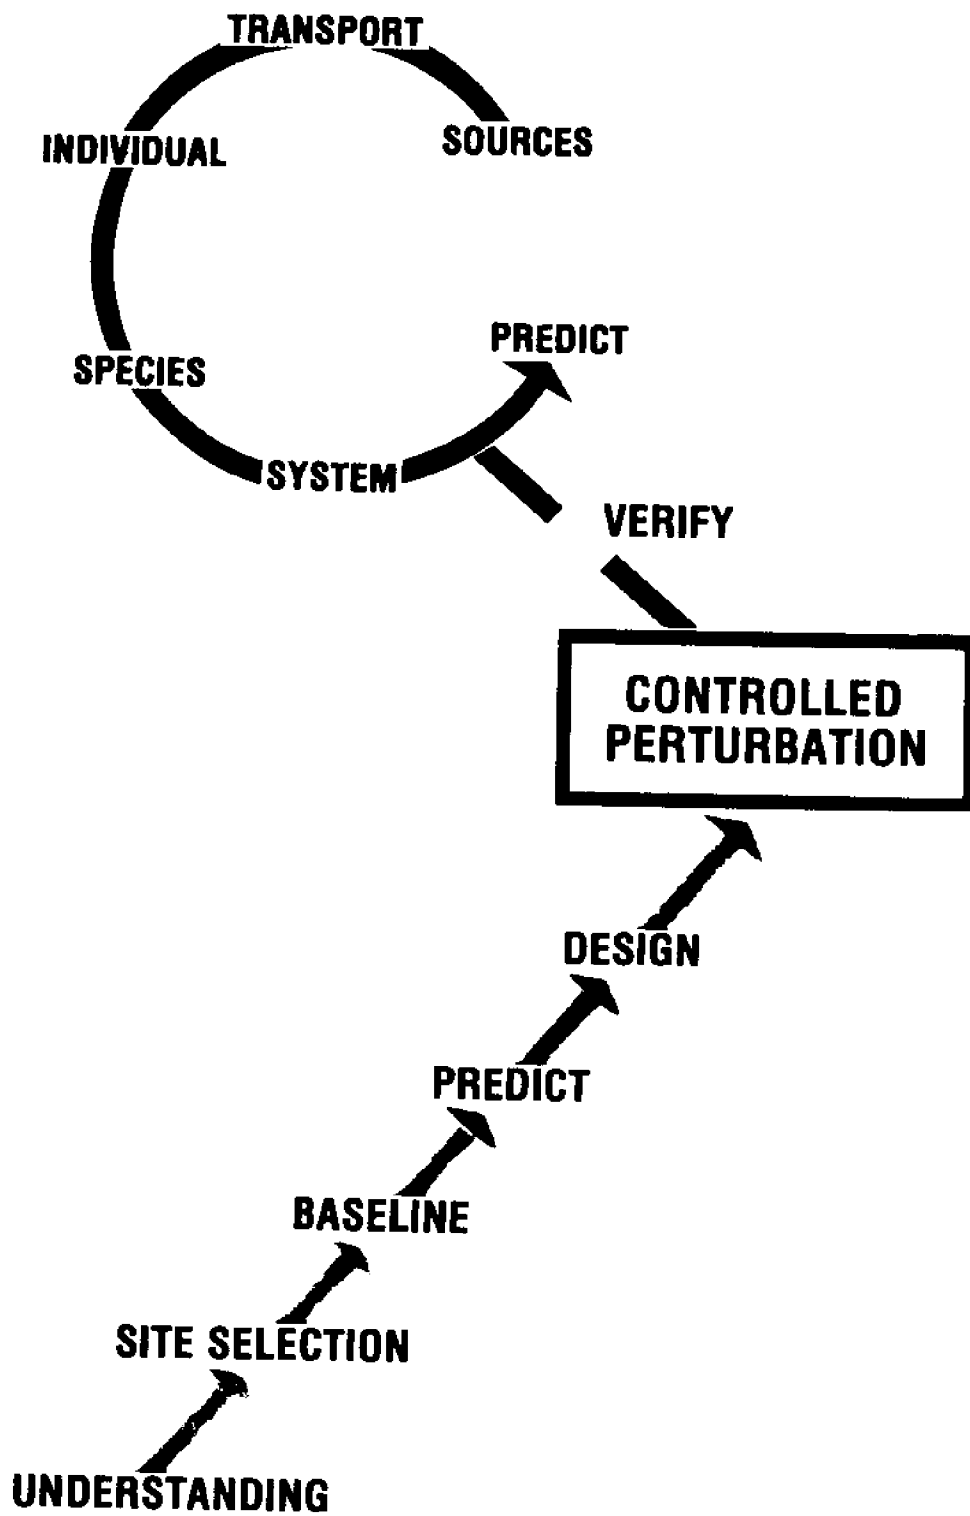 TRANSPORT
INDIVIDUAL
SOURCES
PREDICT
SPECIES
SYSTEM
VERIFY
CONTROLLED
PERTURBATION
DESIGN
PREDICT
BASELINE
SITE SELECTION
UNDERSTANDING